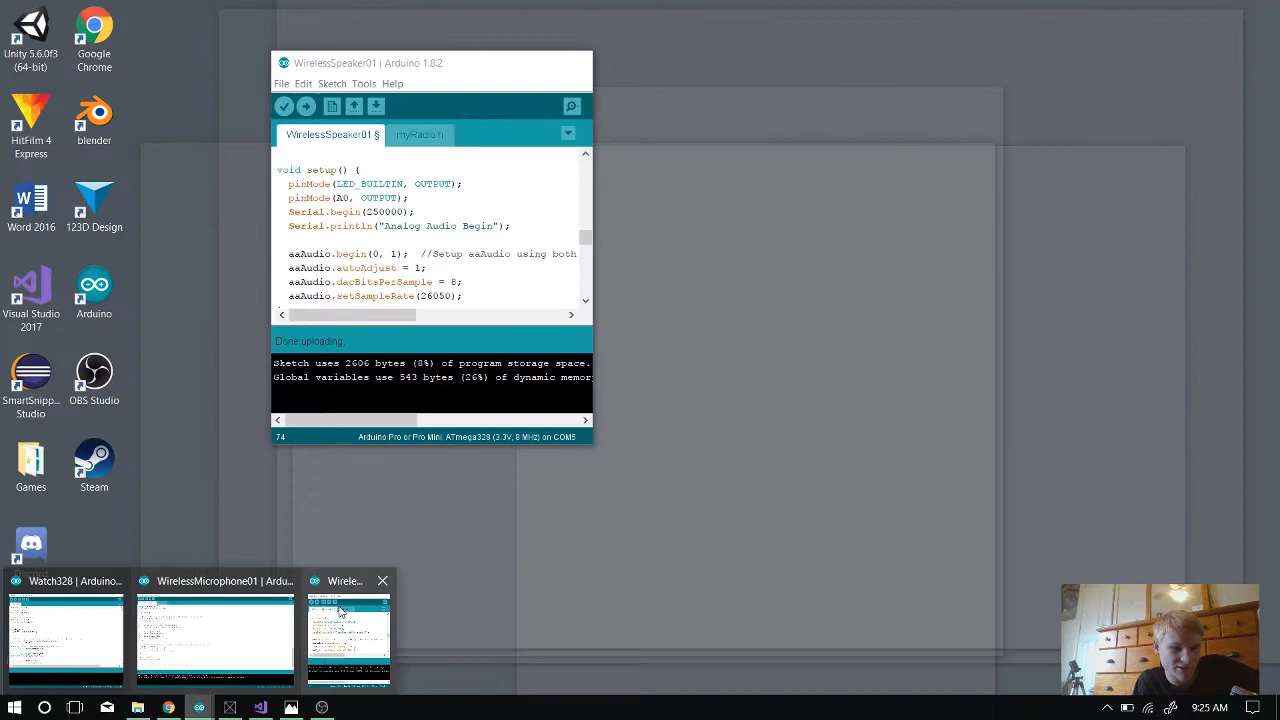 Unity 5.6.0f3
(64-bit)
Google
Chrome
HitFilm 4
Express
blender
Word 2016
123D Design
Visual Studio
2017
Arduino
SmartSnipp...
Studio
OBS Studio
Games
Steam
Discord
WirelessSpeaker01 | Arduino 1.8.2
File Edit Sketch Tools Help
WirelessSpeaker01 § myRadio.h
void setup() {
pinMode(LED_BUILTIN, OUTPUT);
pinMode(A0, OUTPUT);
Serial.begin(250000);
Serial.println("Analog Audio Begin");
aaAudio.begin(0, 1); //Setup aaAudio using both
aaAudio.autoAdjust = 1;
aaAudio.dacBitsPerSample = 8;
aaAudio.setSampleRate(26050);
Done uploading.
Sketch uses 2606 bytes (8%) of program storage space.
Global variables use 543 bytes (26%) of dynamic memory
74 Arduino Pro or Pro Mini, ATmega328 (3.3V, 8 MHz) on COM5
Watch328 | Arduino... WirelessMicrophone01 | Ardu... Wirele...
9:25 AM